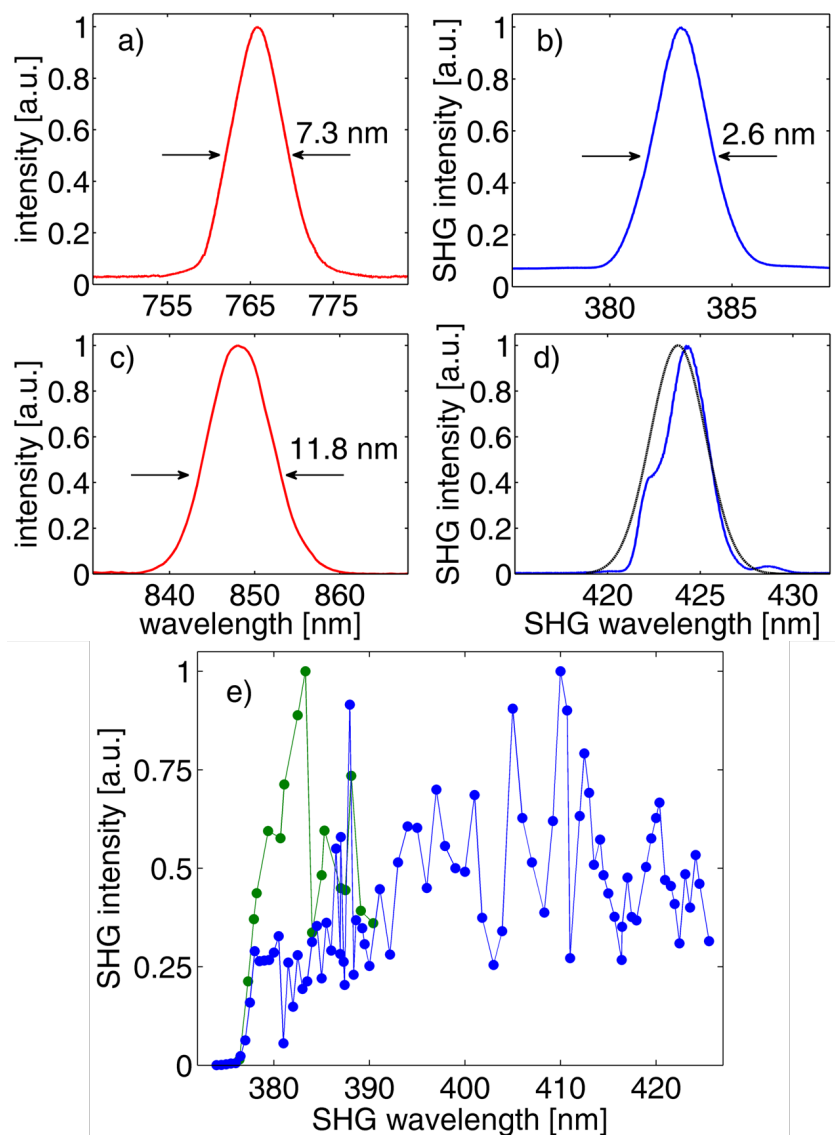 a)
intensity [a.u.]
1
0.8
0.6
0.4
0.2
0
7.3 nm
755 765 775
b)
SHG intensity [a.u.]
1
0.8
0.6
0.4
0.2
0
2.6 nm
380 385
c)
intensity [a.u.]
1
0.8
0.6
0.4
0.2
0
11.8 nm
840 850 860
wavelength [nm]
d)
SHG intensity [a.u.]
1
0.8
0.6
0.4
0.2
0
420 425 430
SHG wavelength [nm]
e)
SHG intensity [a.u.]
1
0.75
0.5
0.25
0
380 390 400 410 420
SHG wavelength [nm]